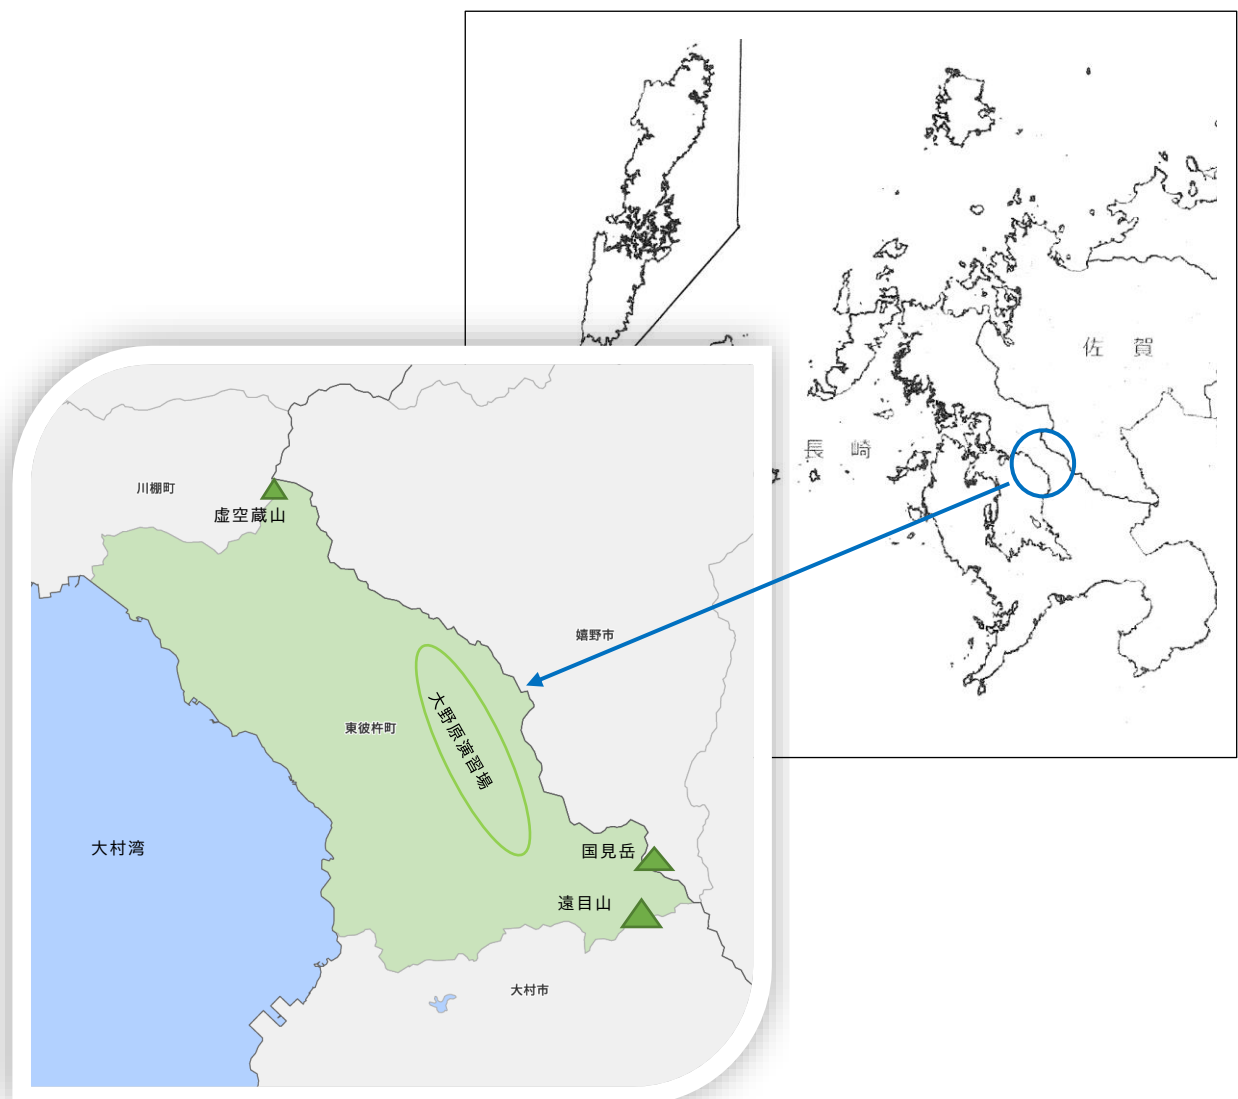 佐 賀
長 崎
川棚町
虚空蔵山
嬉野市
東彼杵町
大野原演習場
大村湾
国見岳
遠目山
大村市